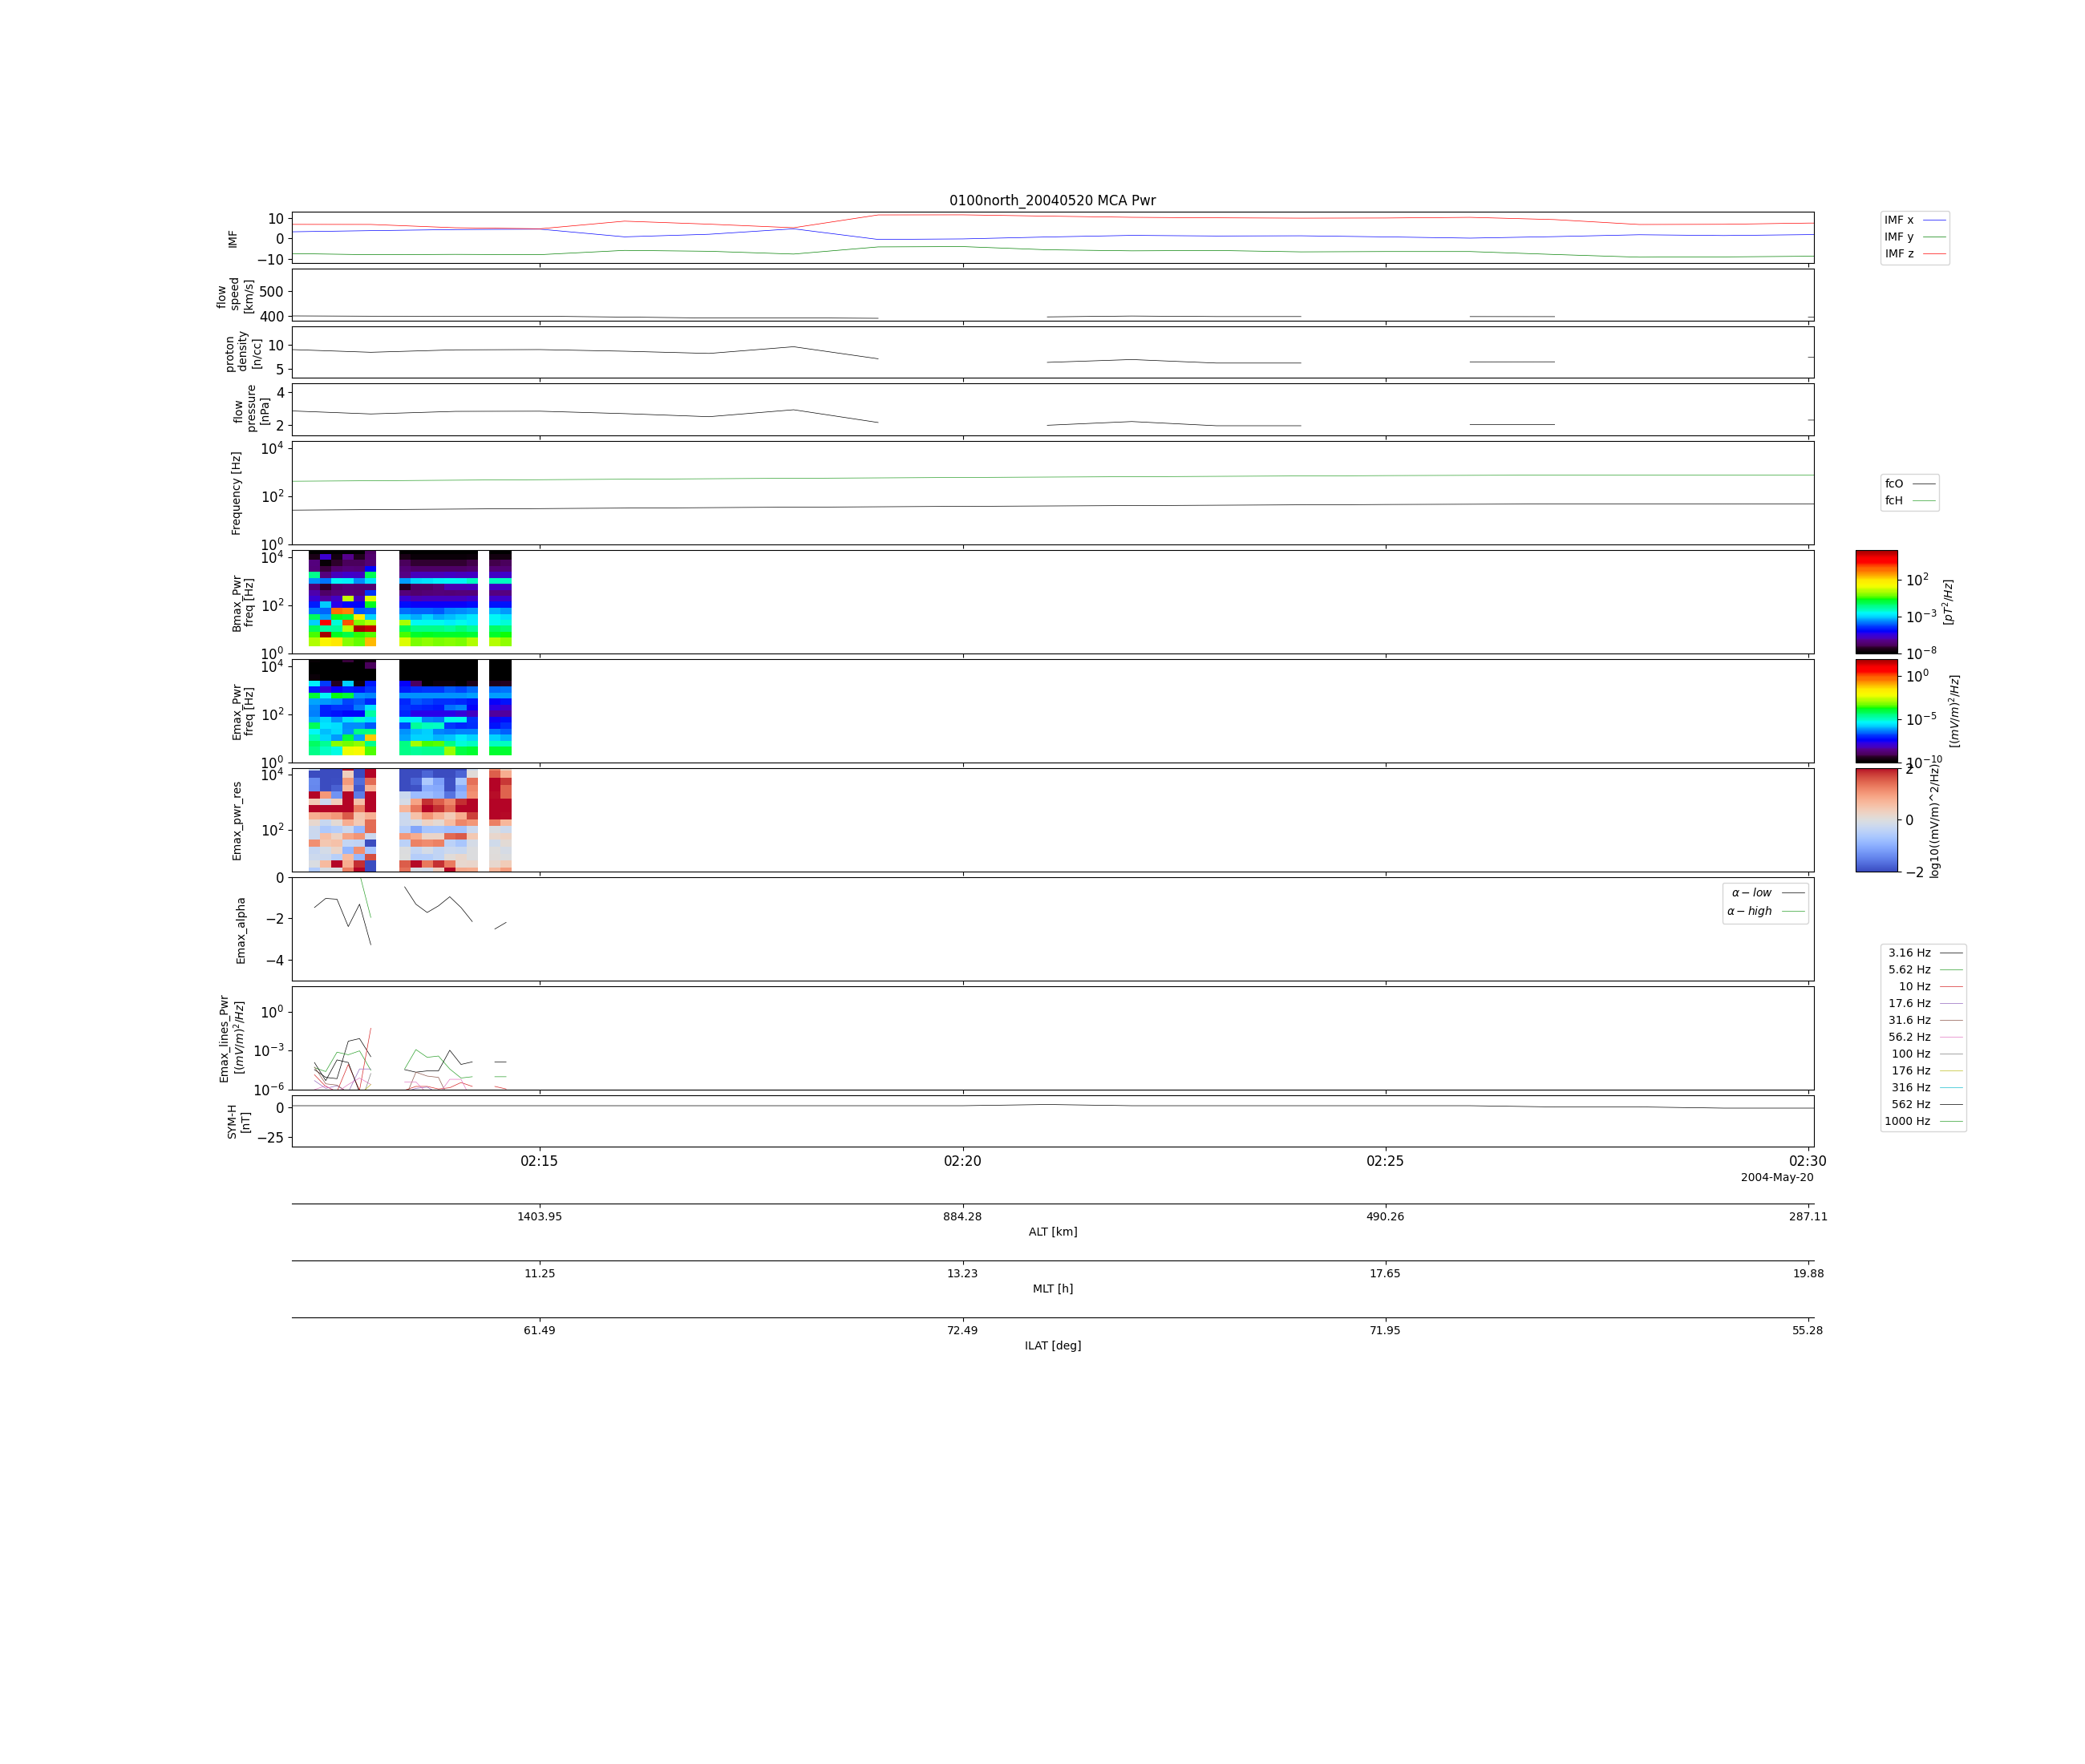 0100north_20040520 MCA Pwr
10
0
−10
IMF
IMF x
IMF y
IMF z
500
400
flow
speed
[km/s]
10
5
proton
density
[n/cc]
4
2
flow
pressure
[nPa]
10^4
10^2
10^0
Frequency [Hz]
fcO
fcH
10^4
10^2
10^0
Bmax_Pwr
freq [Hz]
10^2
10^−3
10^−8
[pT^2/Hz]
10^4
10^2
10^0
Emax_Pwr
freq [Hz]
10^0
10^−5
10^−10
[(mV/m)^2/Hz]
10^4
10^2
Emax_pwr_res
2
0
−2
log10((mV/m)^2/Hz)
0
−2
−4
Emax_alpha
α − low
α − high
10^0
10^−3
10^−6
Emax_lines_Pwr
[(mV/m)^2/Hz]
3.16 Hz
5.62 Hz
10 Hz
17.6 Hz
31.6 Hz
56.2 Hz
100 Hz
176 Hz
316 Hz
562 Hz
1000 Hz
0
−25
SYM-H
[nT]
02:15 02:20 02:25 02:30
2004-May-20
1403.95 884.28 490.26 287.11
ALT [km]
11.25 13.23 17.65 19.88
MLT [h]
61.49 72.49 71.95 55.28
ILAT [deg]